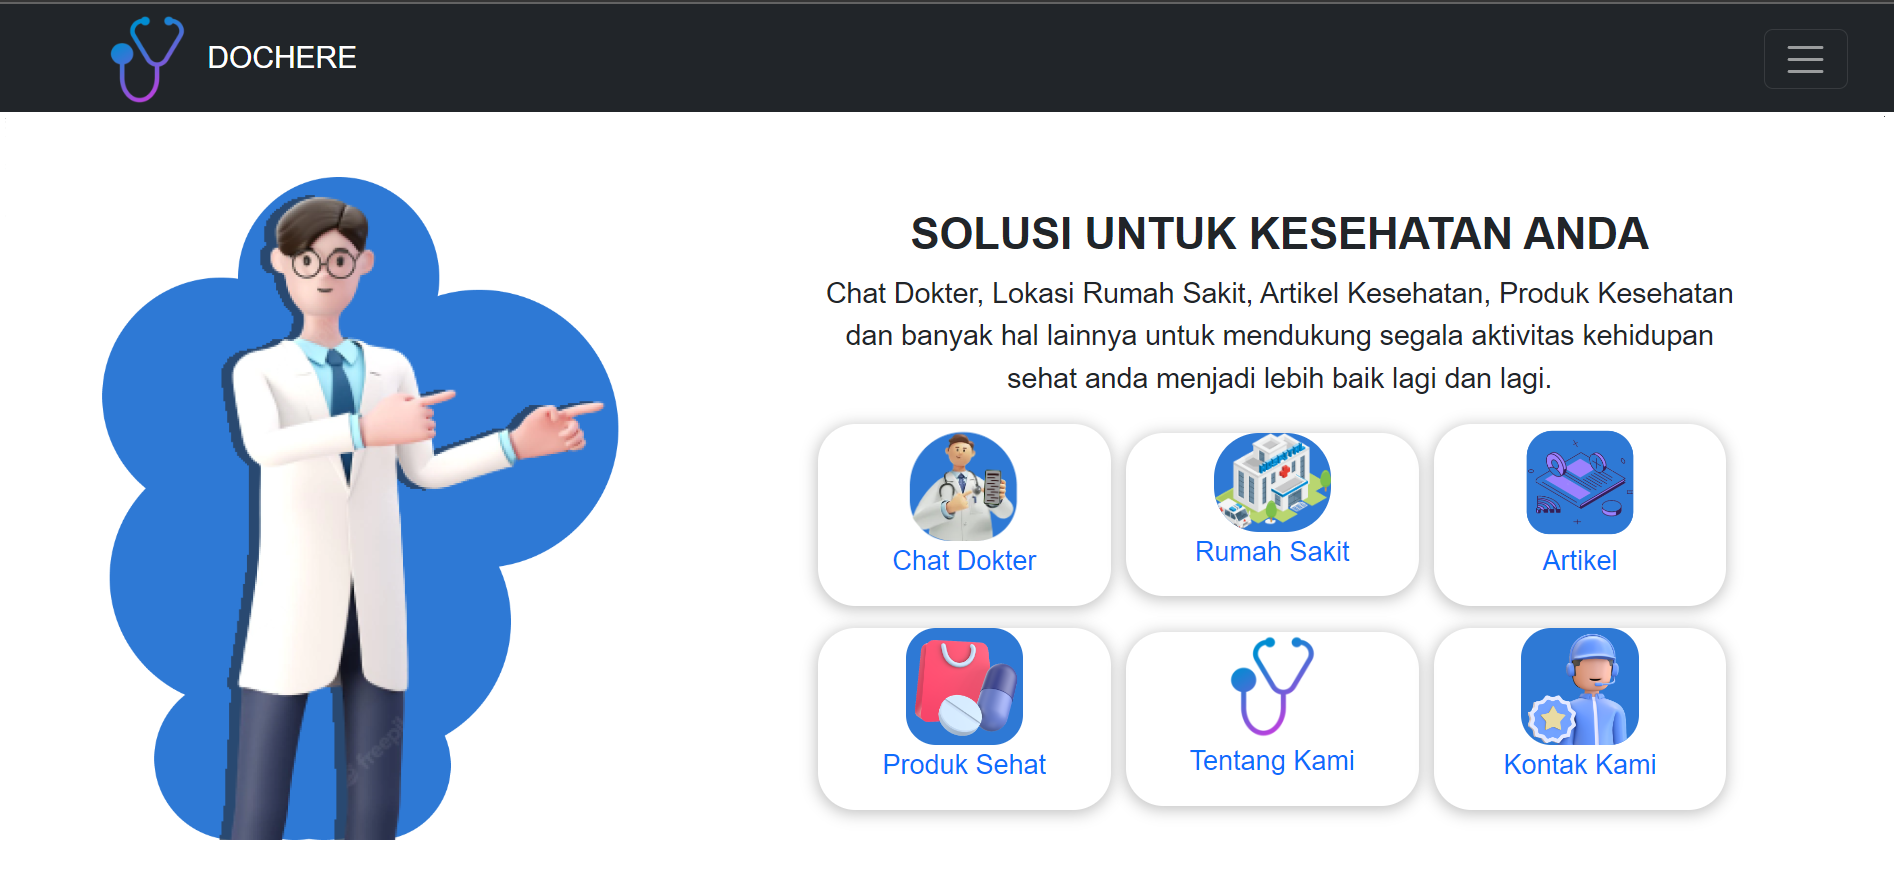 DOCHERE
SOLUSI UNTUK KESEHATAN ANDA
Chat Dokter, Lokasi Rumah Sakit, Artikel Kesehatan, Produk Kesehatan
dan banyak hal lainnya untuk mendukung segala aktivitas kehidupan
sehat anda menjadi lebih baik lagi dan lagi.
HOSPITAL
Chat Dokter
Rumah Sakit
Artikel
Produk Sehat
Tentang Kami
Kontak Kami
freepik